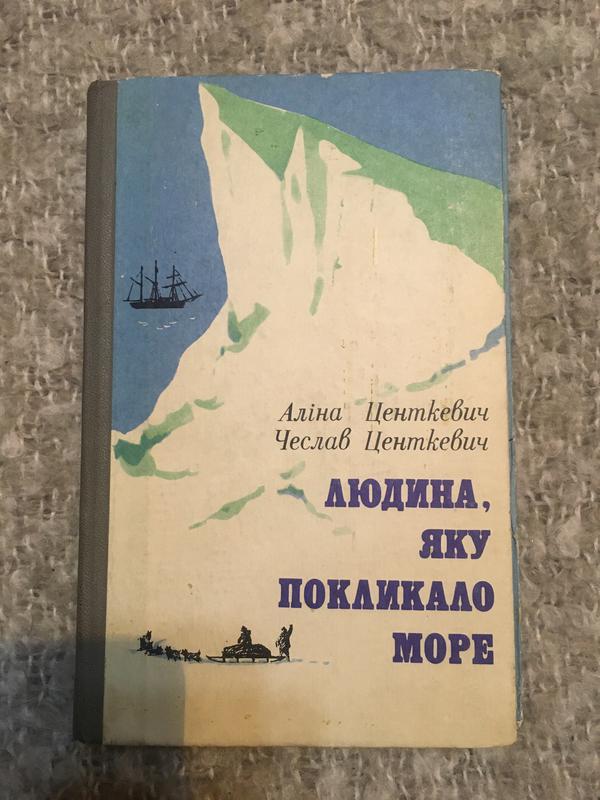 Аліна Центкевич
Чеслав Центкевич
ЛЮДИНА,
ЯКУ
ПОКЛИКАЛО
МОРЕ